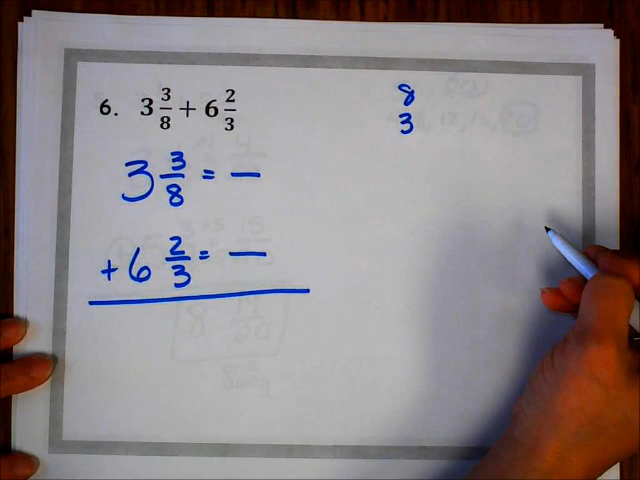 6. 3 3/8 + 6 2/3
8
3
3 3/8 = —
+ 6 2/3 = —